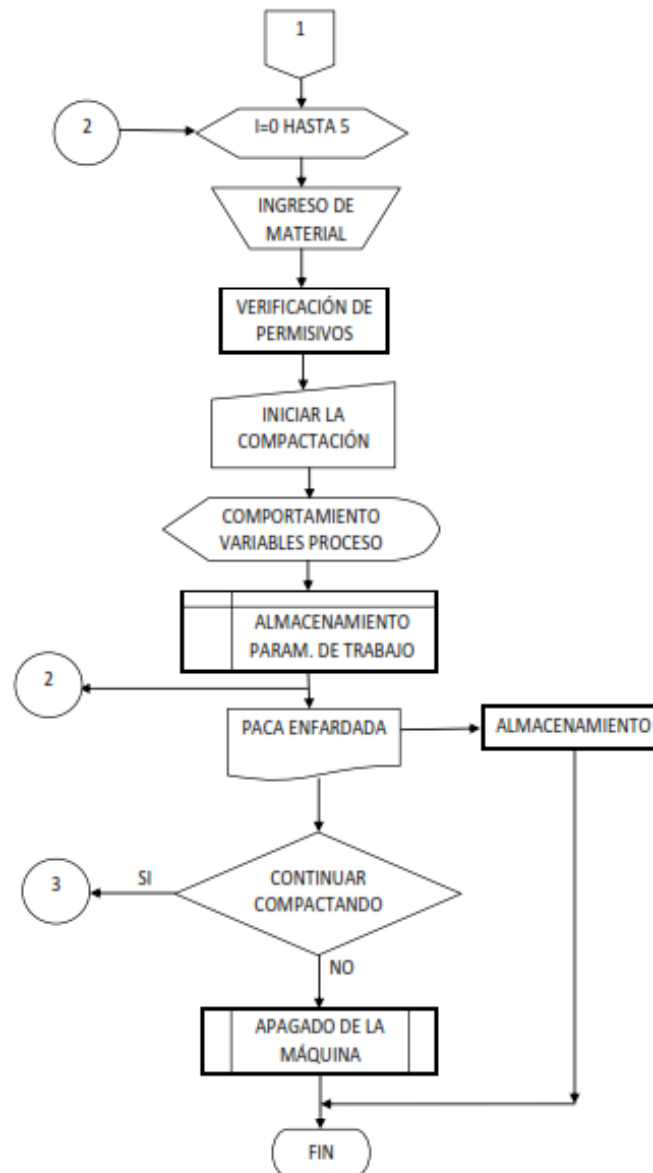 1
2
I=0 HASTA 5
INGRESO DE
MATERIAL
VERIFICACIÓN DE
PERMISIVOS
INICIAR LA
COMPACTACIÓN
COMPORTAMIENTO
VARIABLES PROCESO
ALMACENAMIENTO
PARAM. DE TRABAJO
2
PACA ENFARDADA
ALMACENAMIENTO
3
SI
CONTINUAR
COMPACTANDO
NO
APAGADO DE LA
MÁQUINA
FIN